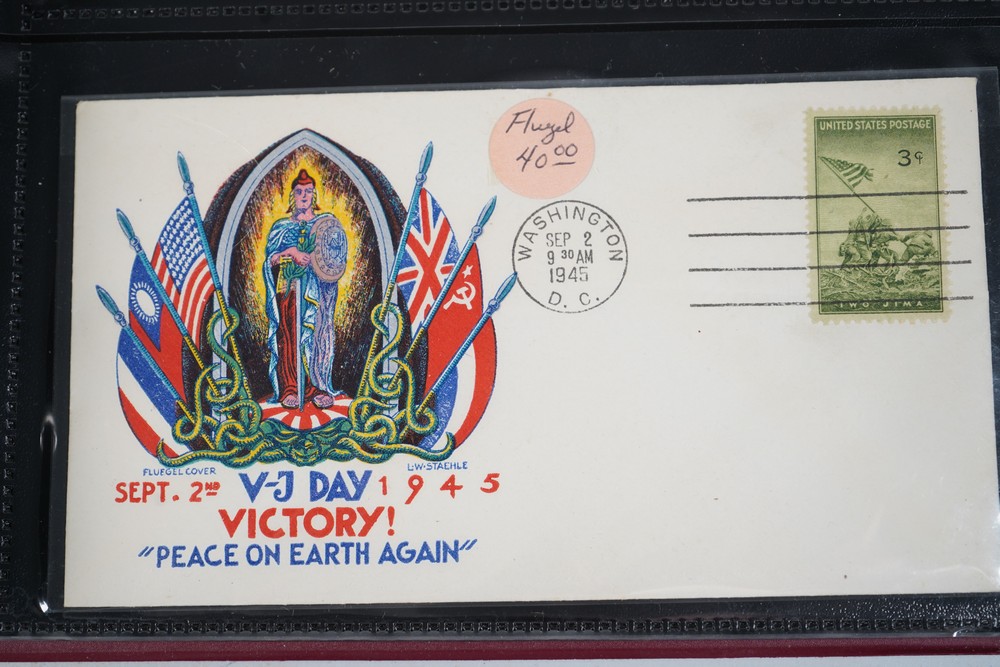 Flugel
40 00
WASHINGTON
SEP 2
9 30 AM
1945
D. C.
UNITED STATES POSTAGE
3¢
IWO JIMA
FLUEGEL COVER
L·W·STAEHLE
SEPT. 2ND V-J DAY 1945
VICTORY!
"PEACE ON EARTH AGAIN"